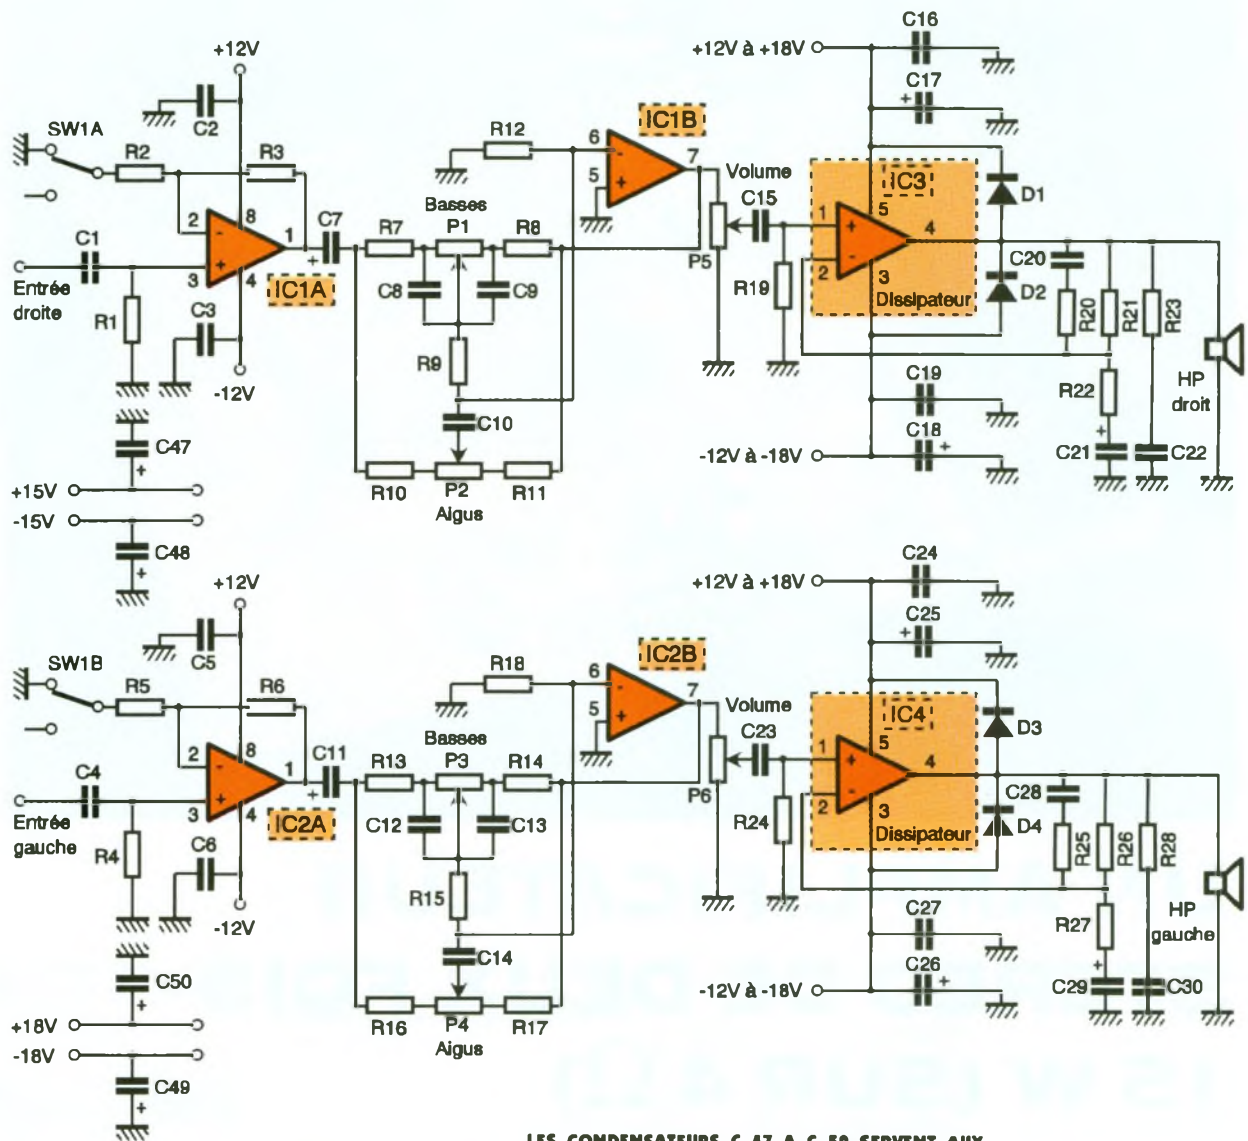 C16
+12V
+12V à +18V
C17
+
C2
SW1A
R2
R3
R12
6
IC1B
-
7
5
+
Volume
Basses
C15
IC3
D1
2
8
-
1
C7
R7
P1
R8
1
+
5
4
C1
+
3
4
+
IC1A
C8
C9
P5
R19
2
-
3
Dissipateur
D2
C20
R20
R21
R23
Entrée
droite
R1
C3
R9
-12V
C19
R22
HP
droit
C10
C18
+
C47
+
-12V à -18V
+
C21
C22
+15V
R10
P2
R11
Aigus
-15V
C48
+
C24
+12V
+12V à +18V
C25
+
C5
SW1B
R5
R6
R18
6
IC2B
-
7
5
+
Volume
Basses
C23
IC4
D3
2
8
-
1
C11
R13
P3
R14
1
+
5
4
C4
+
3
4
+
IC2A
C12
C13
P6
R24
2
-
3
Dissipateur
D4
C28
R25
R26
R28
Entrée
gauche
R4
C6
R15
-12V
C27
R27
HP
gauche
C14
C26
+
C50
+
-12V à -18V
+
C29
C30
+18V
R16
P4
R17
Aigus
-18V
C49
+
LES CONDENSATEURS C 47 A C 50 SERVENT AUX